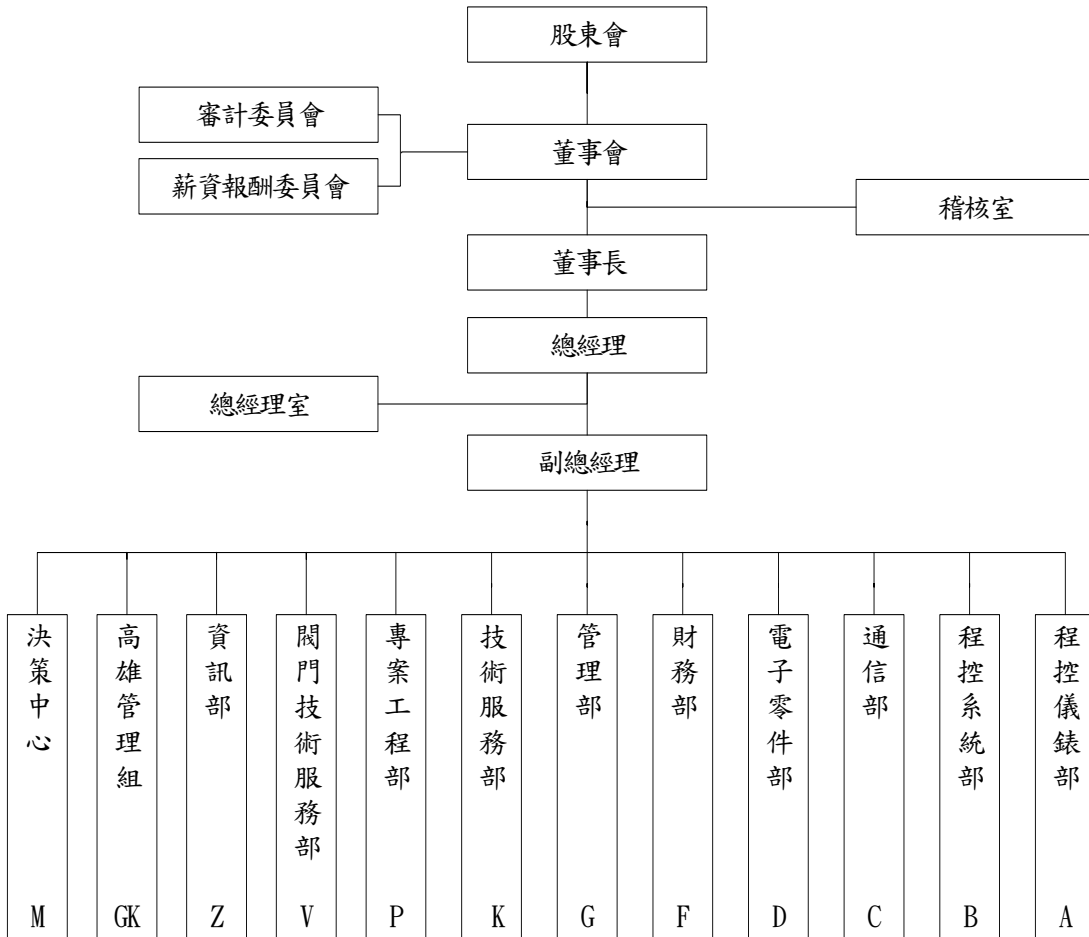 股東會
審計委員會
董事會
薪資報酬委員會
稽核室
董事長
總經理
總經理室
副總經理
決策中心 M
高雄管理組 GK
資訊部 Z
閥門技術服務部 V
專案工程部 P
技術服務部 K
管理部 G
財務部 F
電子零件部 D
通信部 C
程控系統部 B
程控儀錶部 A